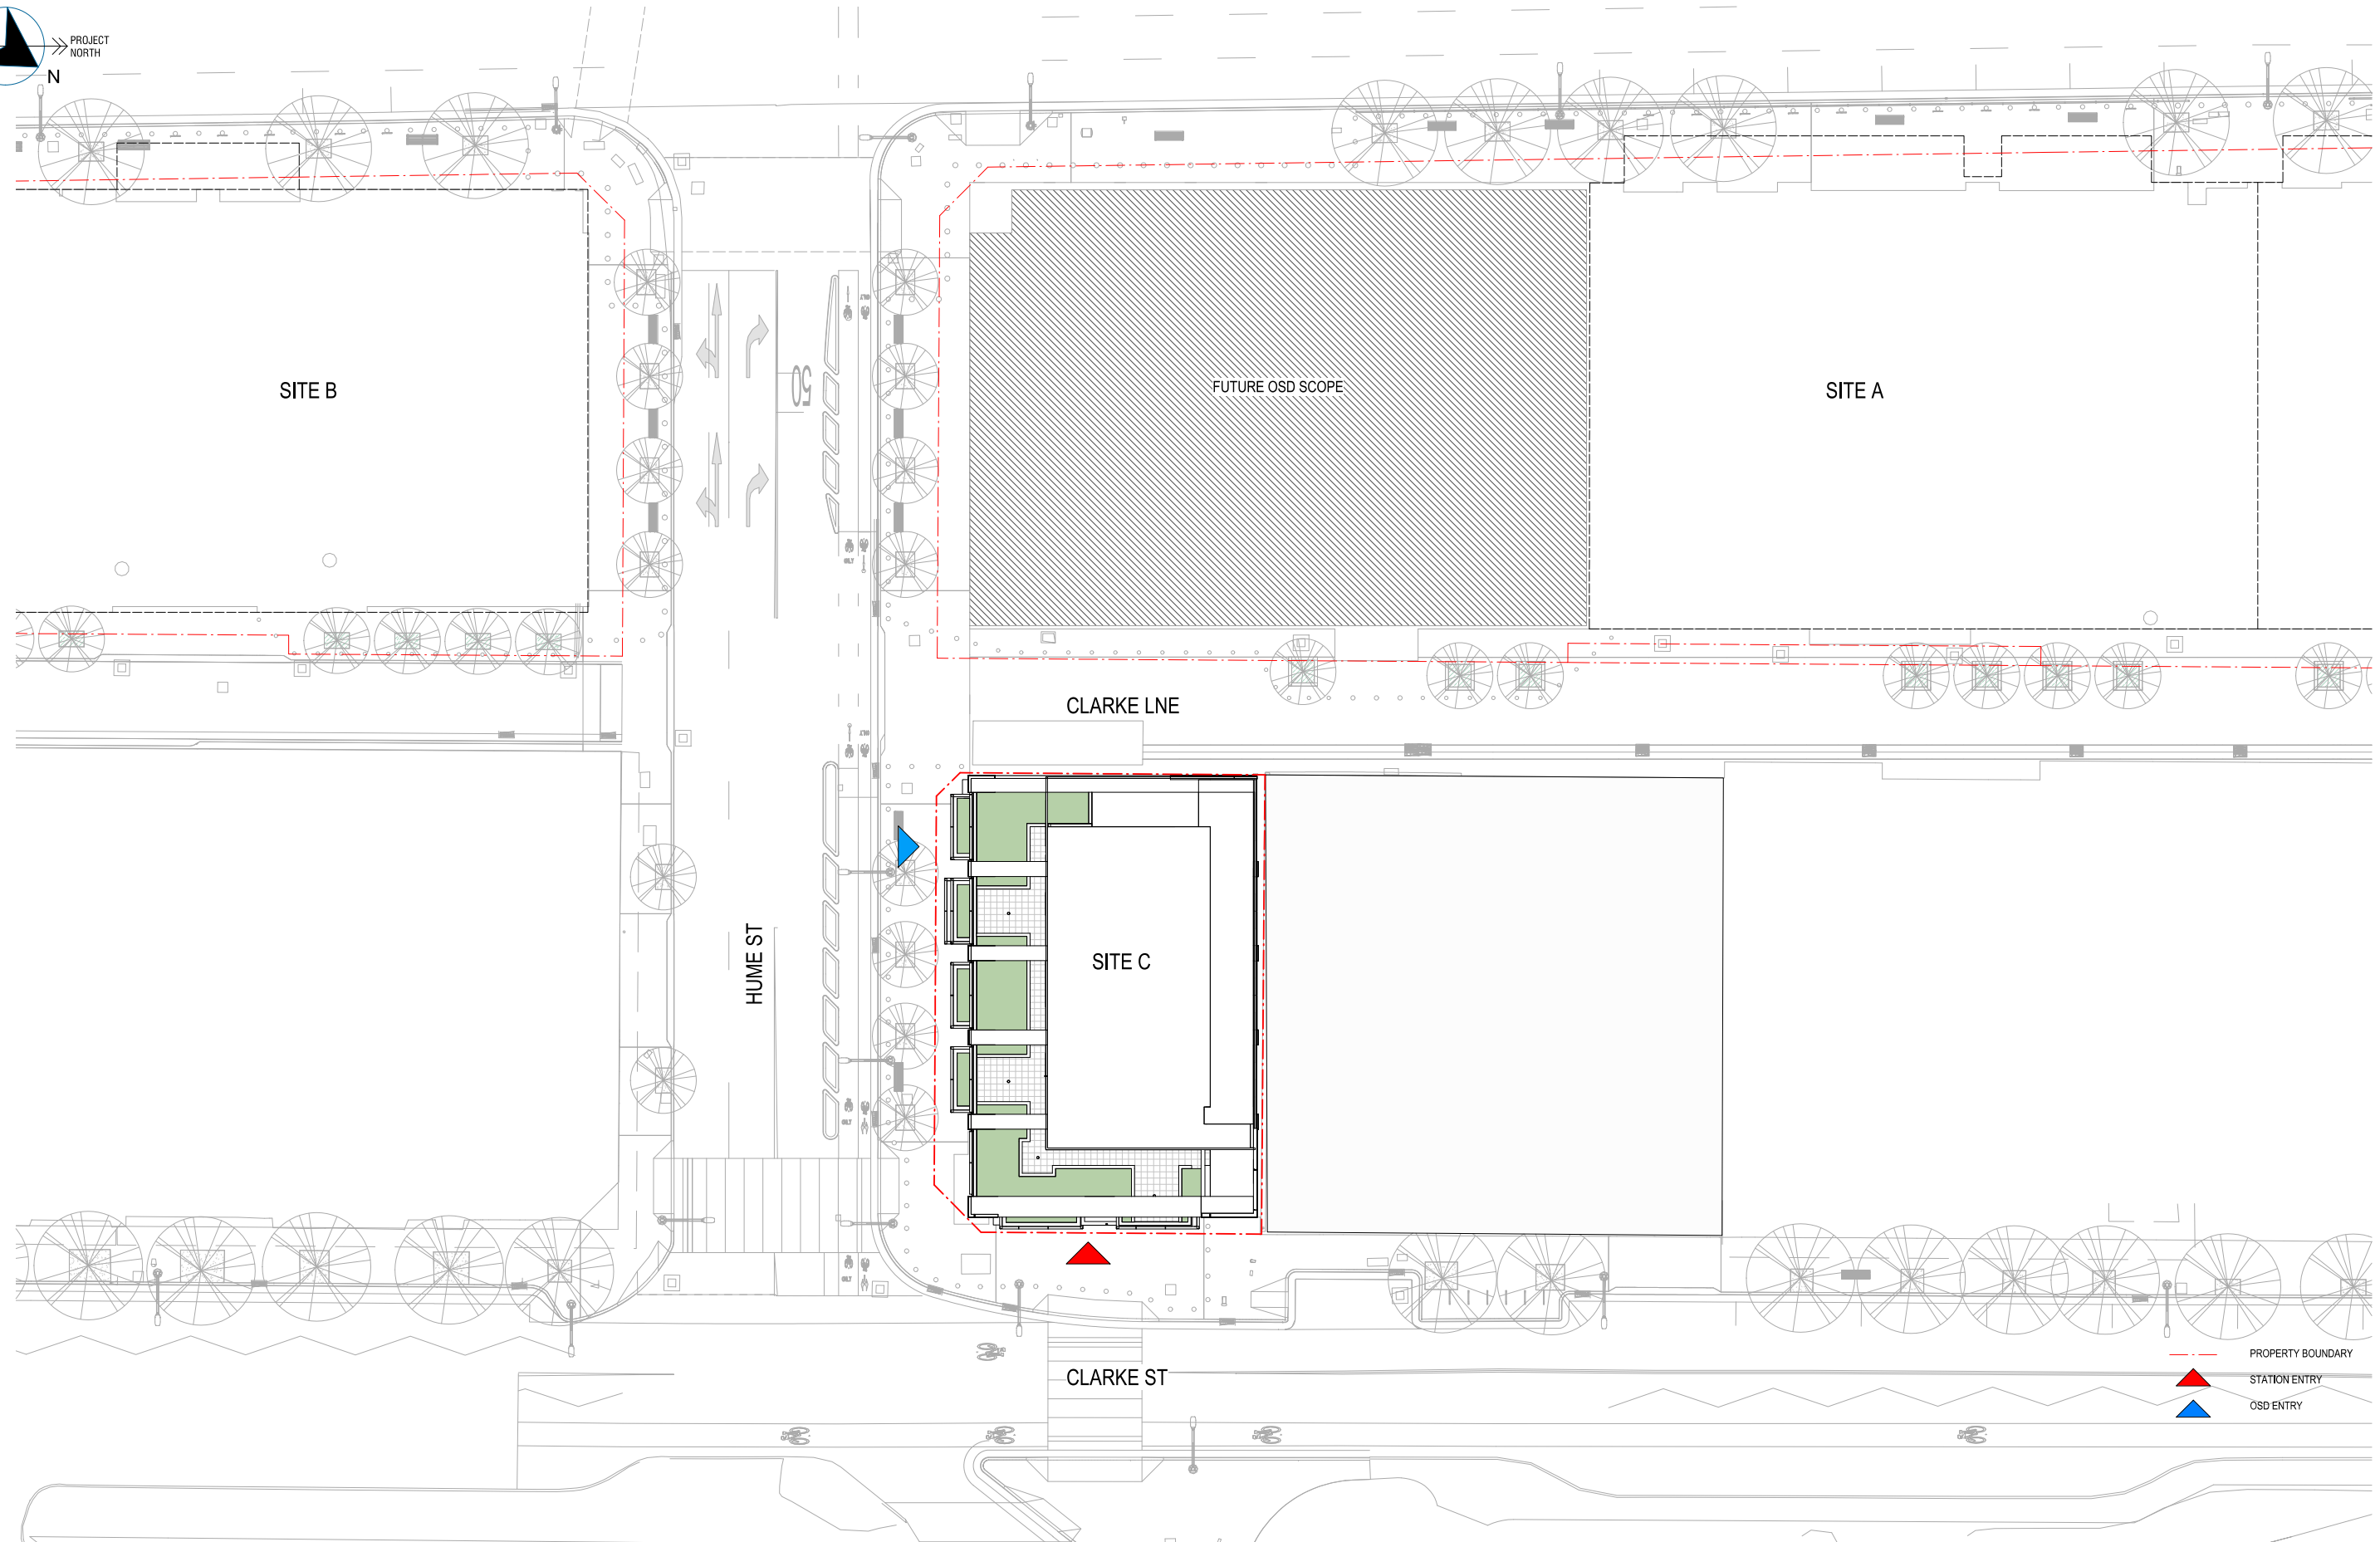 PROJECT
NORTH
N
SITE B
50
FUTURE OSD SCOPE
SITE A
CLARKE LNE
HUME ST
SITE C
CLARKE ST
PROPERTY BOUNDARY
STATION ENTRY
OSD ENTRY